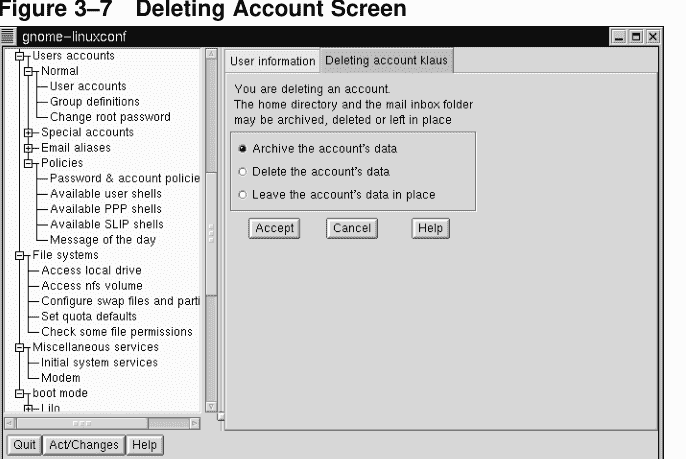 Figure 3–7 Deleting Account Screen
gnome–linuxconf
Users accounts
Normal
User accounts
Group definitions
Change root password
Special accounts
Email aliases
Policies
Password & account policie
Available user shells
Available PPP shells
Available SLIP shells
Message of the day
File systems
Access local drive
Access nfs volume
Configure swap files and parti
Set quota defaults
Check some file permissions
Miscellaneous services
Initial system services
Modem
boot mode
Lilo
User information
Deleting account klaus
You are deleting an account.
The home directory and the mail inbox folder
may be archived, deleted or left in place
Archive the account's data
Delete the account's data
Leave the account's data in place
Accept Cancel Help
Quit Act/Changes Help